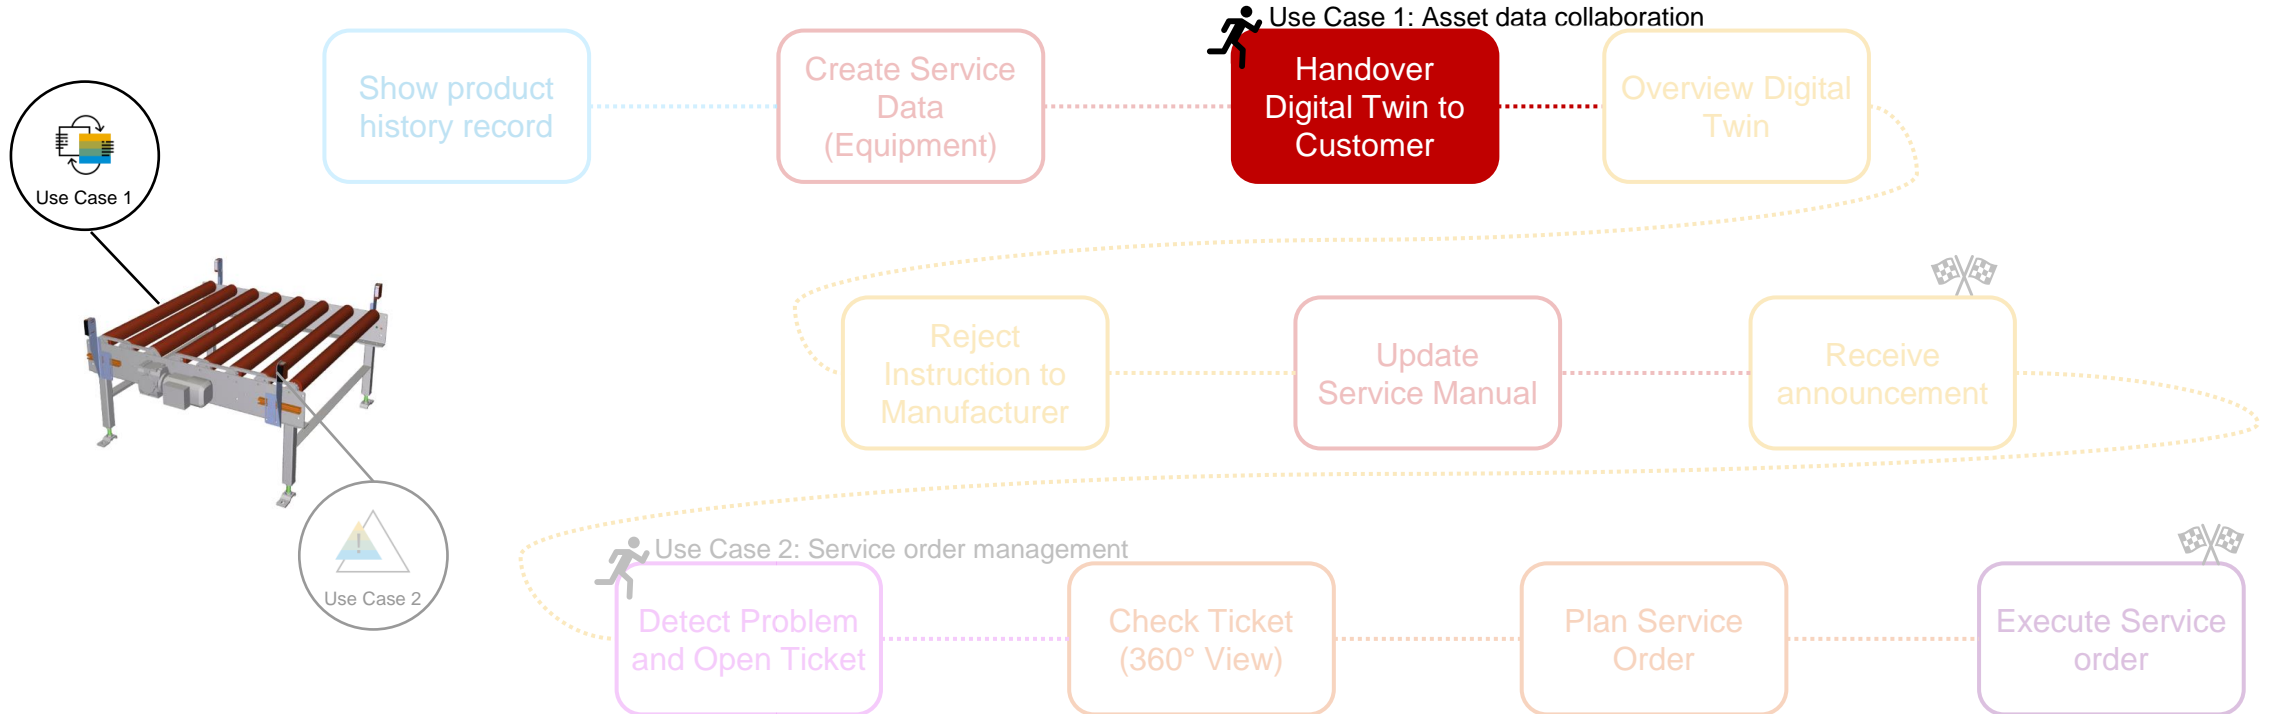 Use Case 1: Asset data collaboration
Show product
history record
Create Service
Data
(Equipment)
Handover
Digital Twin to
Customer
Overview Digital
Twin
Use Case 1
Reject
Instruction to
Manufacturer
Update
Service Manual
Receive
announcement
Use Case 2
Use Case 2: Service order management
Detect Problem
and Open Ticket
Check Ticket
(360° View)
Plan Service
Order
Execute Service
order